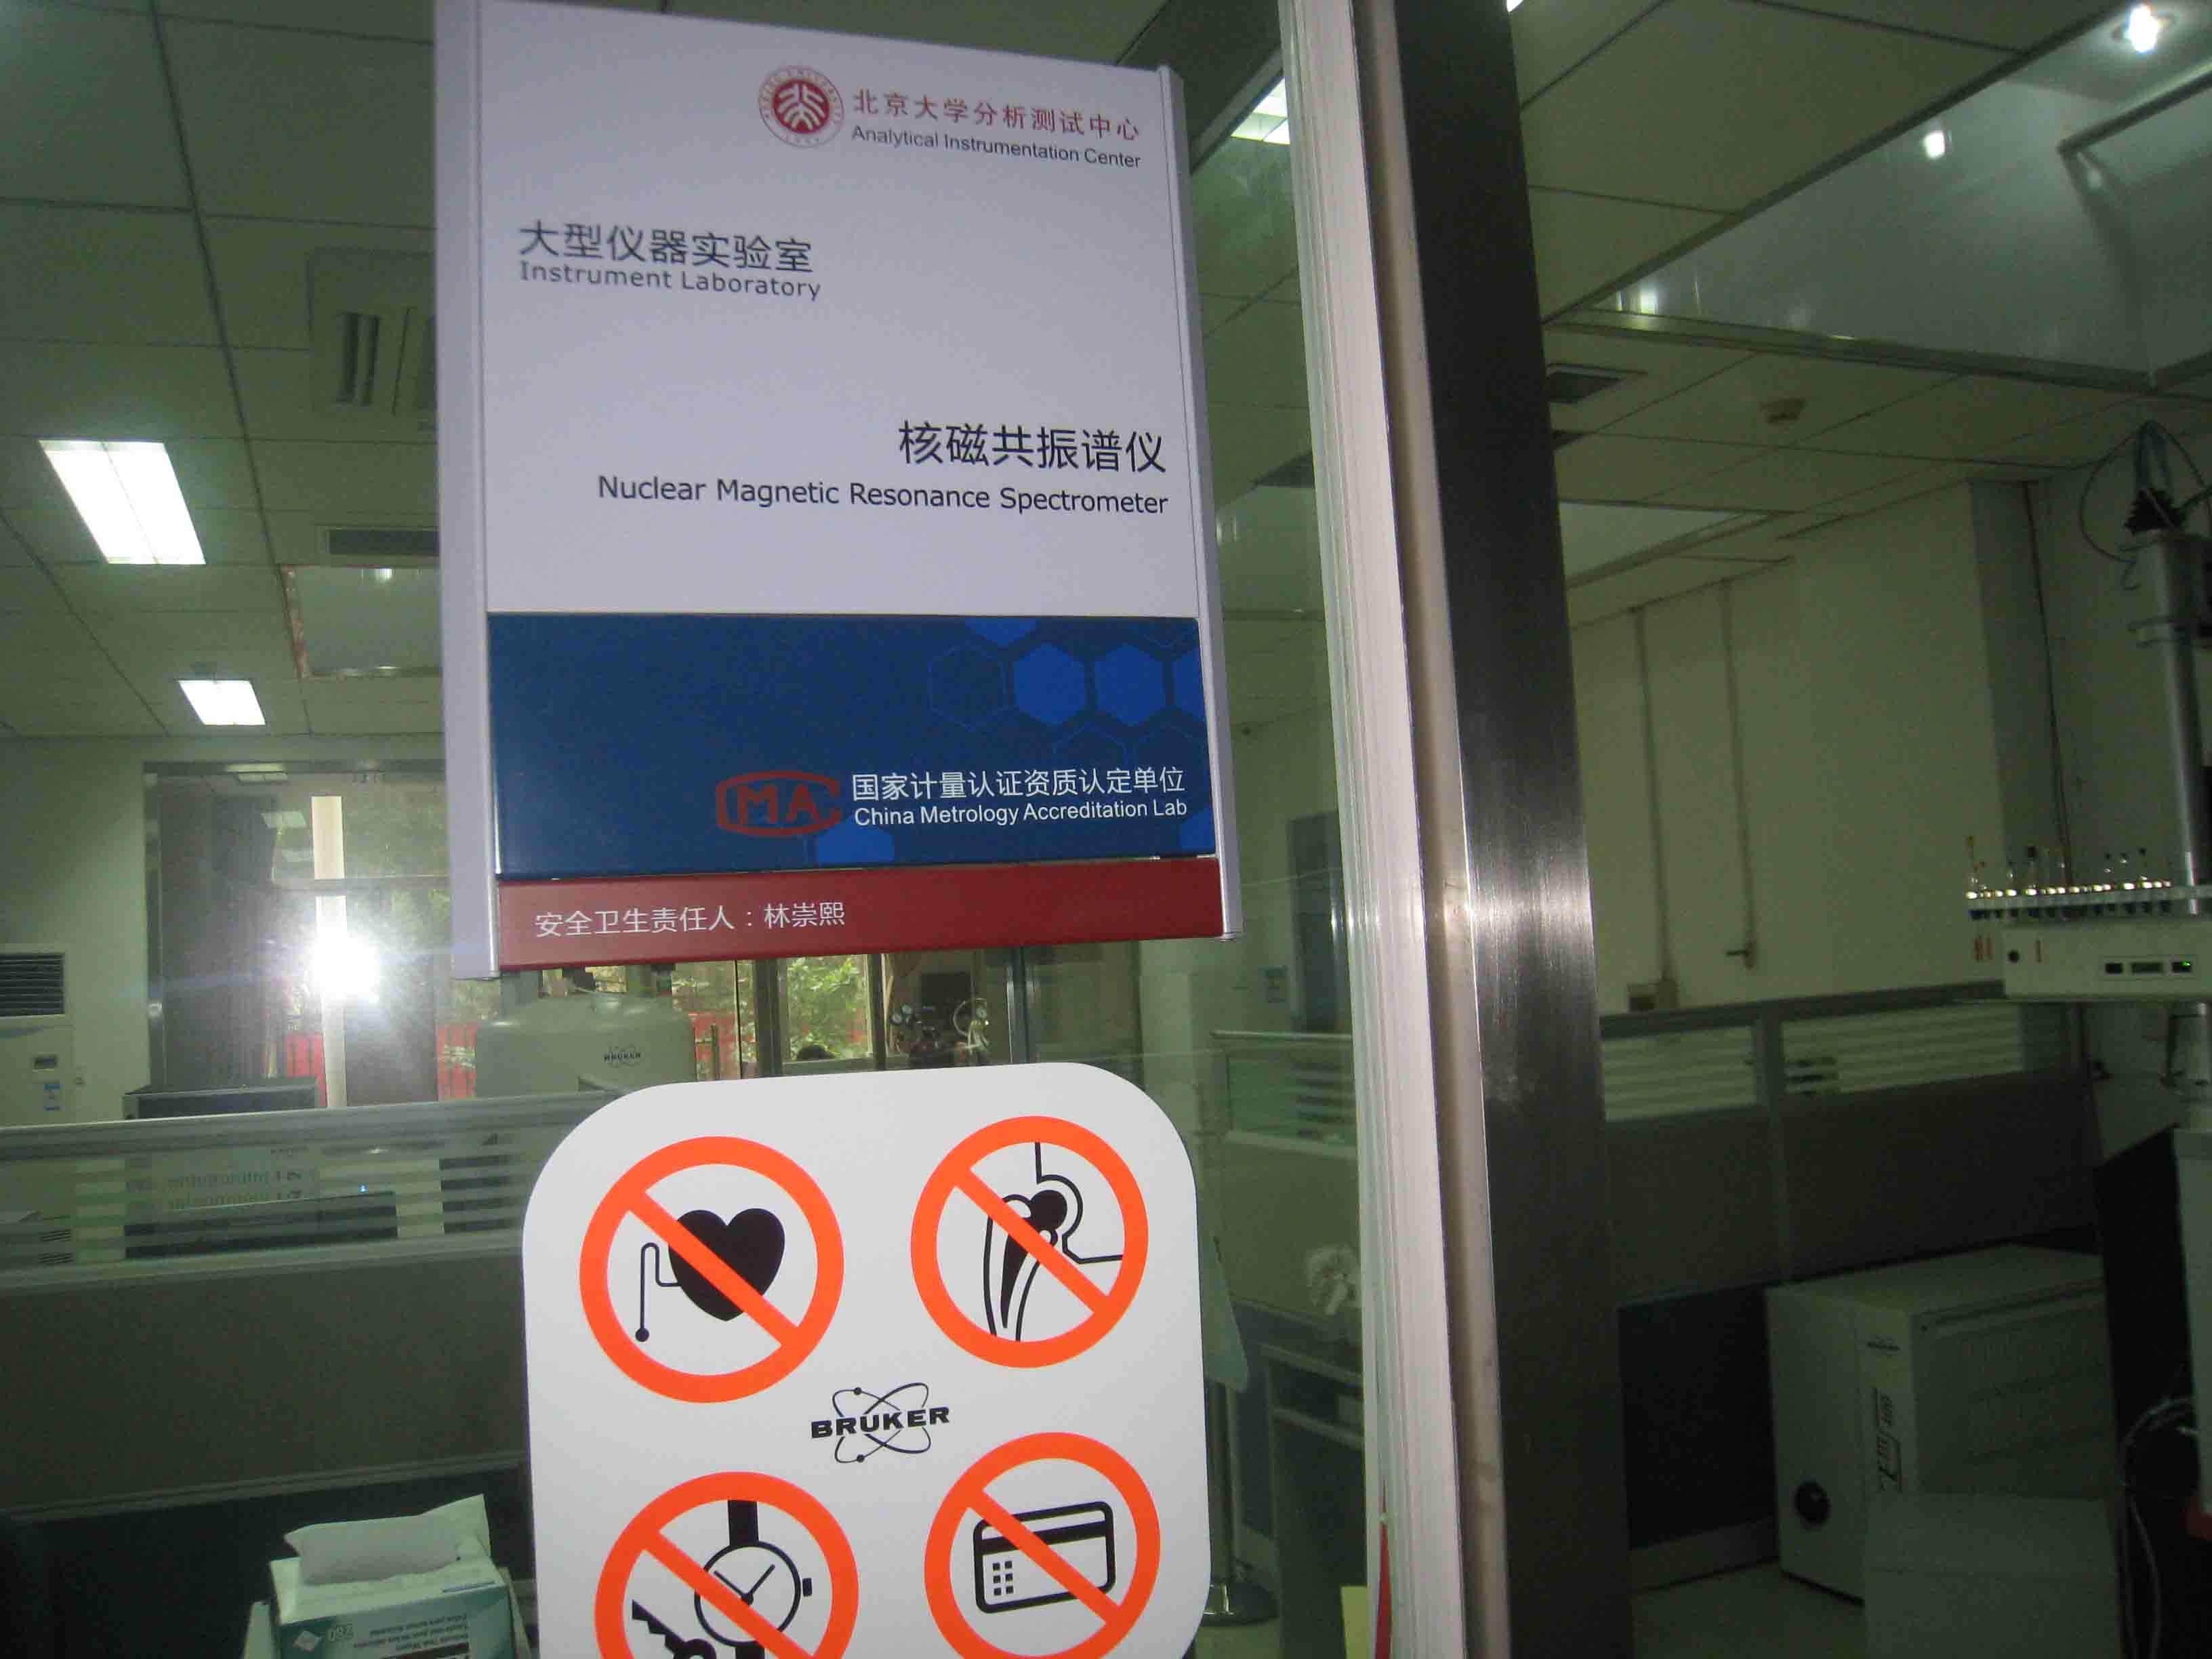 北京大学分析测试中心
Analytical Instrumentation Center
大型仪器实验室
Instrument Laboratory
核磁共振谱仪
Nuclear Magnetic Resonance Spectrometer
CMA
国家计量认证资质认定单位
China Metrology Accreditation Lab
安全卫生责任人：林崇熙
BRUKER
BRUKER
280